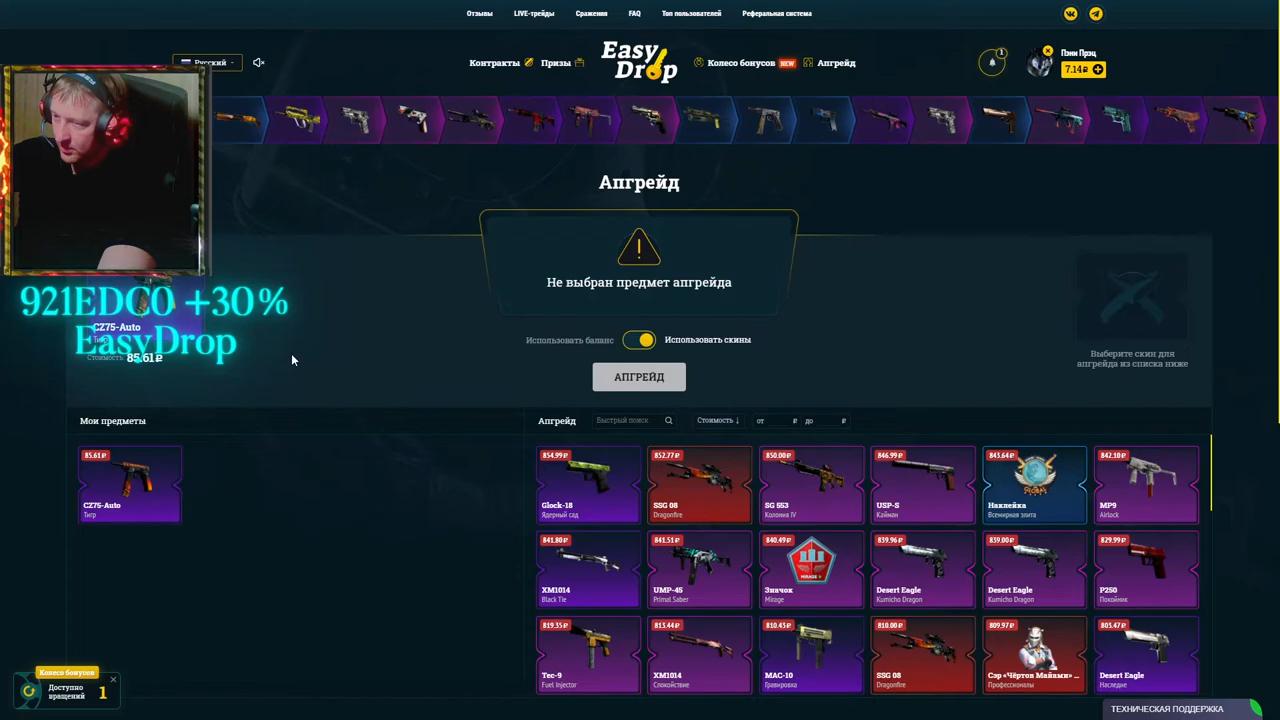 Отзывы LIVE-трейды Сражения FAQ Топ пользователей Реферальная система
Русский
Контракты Призы Easy Drop Колесо бонусов NEW Апгрейд
1
Пэни Прэц
7.14₽
Апгрейд
Не выбран предмет апгрейда
921EDC0 +30%
EasyDrop
CZ75-Auto
Стоимость: 85.61₽
Использовать баланс Использовать скины
АПГРЕЙД
Выберите скин для
апгрейда из списка ниже
Мои предметы
Апгрейд Быстрый поиск Стоимость ↓ от ₽ до ₽
85.61₽
CZ75-Auto
Тигр
854.99₽ 852.77₽ 850.00₽ 846.99₽ 843.64₽ 842.10₽
Glock-18 SSG 08 SG 553 USP-S Наклейка MP9
Ядерный сад Dragonfire Колония IV Кайман Всемирная элита Airlock
841.80₽ 841.51₽ 840.49₽ 839.96₽ 839.00₽ 829.99₽
MIRAGE
XM1014 UMP-45 Значок Desert Eagle Desert Eagle P250
Black Tie Primal Saber Mirage Kumicho Dragon Kumicho Dragon Покойник
819.35₽ 813.44₽ 810.43₽ 810.00₽ 809.97₽ 803.47₽
Tec-9 XM1014 MAC-10 SSG 08 Сэр «Чёртов Майами» ... Desert Eagle
Fuel Injector Спокойствие Гравировка Dragonfire Профессионалы Наследие
Колесо бонусов
Доступно
вращений 1
ТЕХНИЧЕСКАЯ ПОДДЕРЖКА